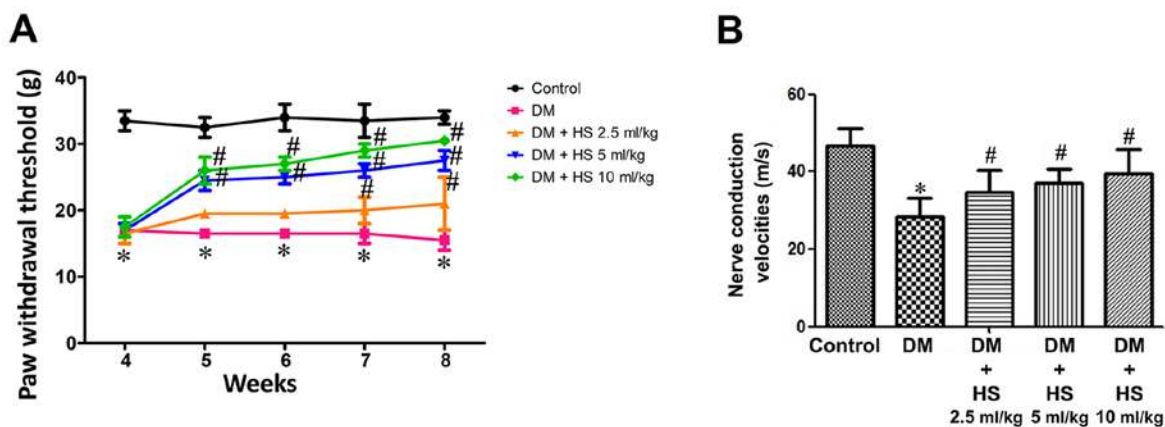 A
Paw withdrawal threshold (g)
40
30
20
10
0
4
5
6
7
8
Weeks
Control
DM
DM + HS 2.5 ml/kg
DM + HS 5 ml/kg
DM + HS 10 ml/kg
#
#
#
#
#
#
#
#
#
#
*
*
*
*
*
B
Nerve conduction
velocities (m/s)
60
40
20
0
*
#
#
#
Control
DM
DM
+
HS
2.5 ml/kg
DM
+
HS
5 ml/kg
DM
+
HS
10 ml/kg